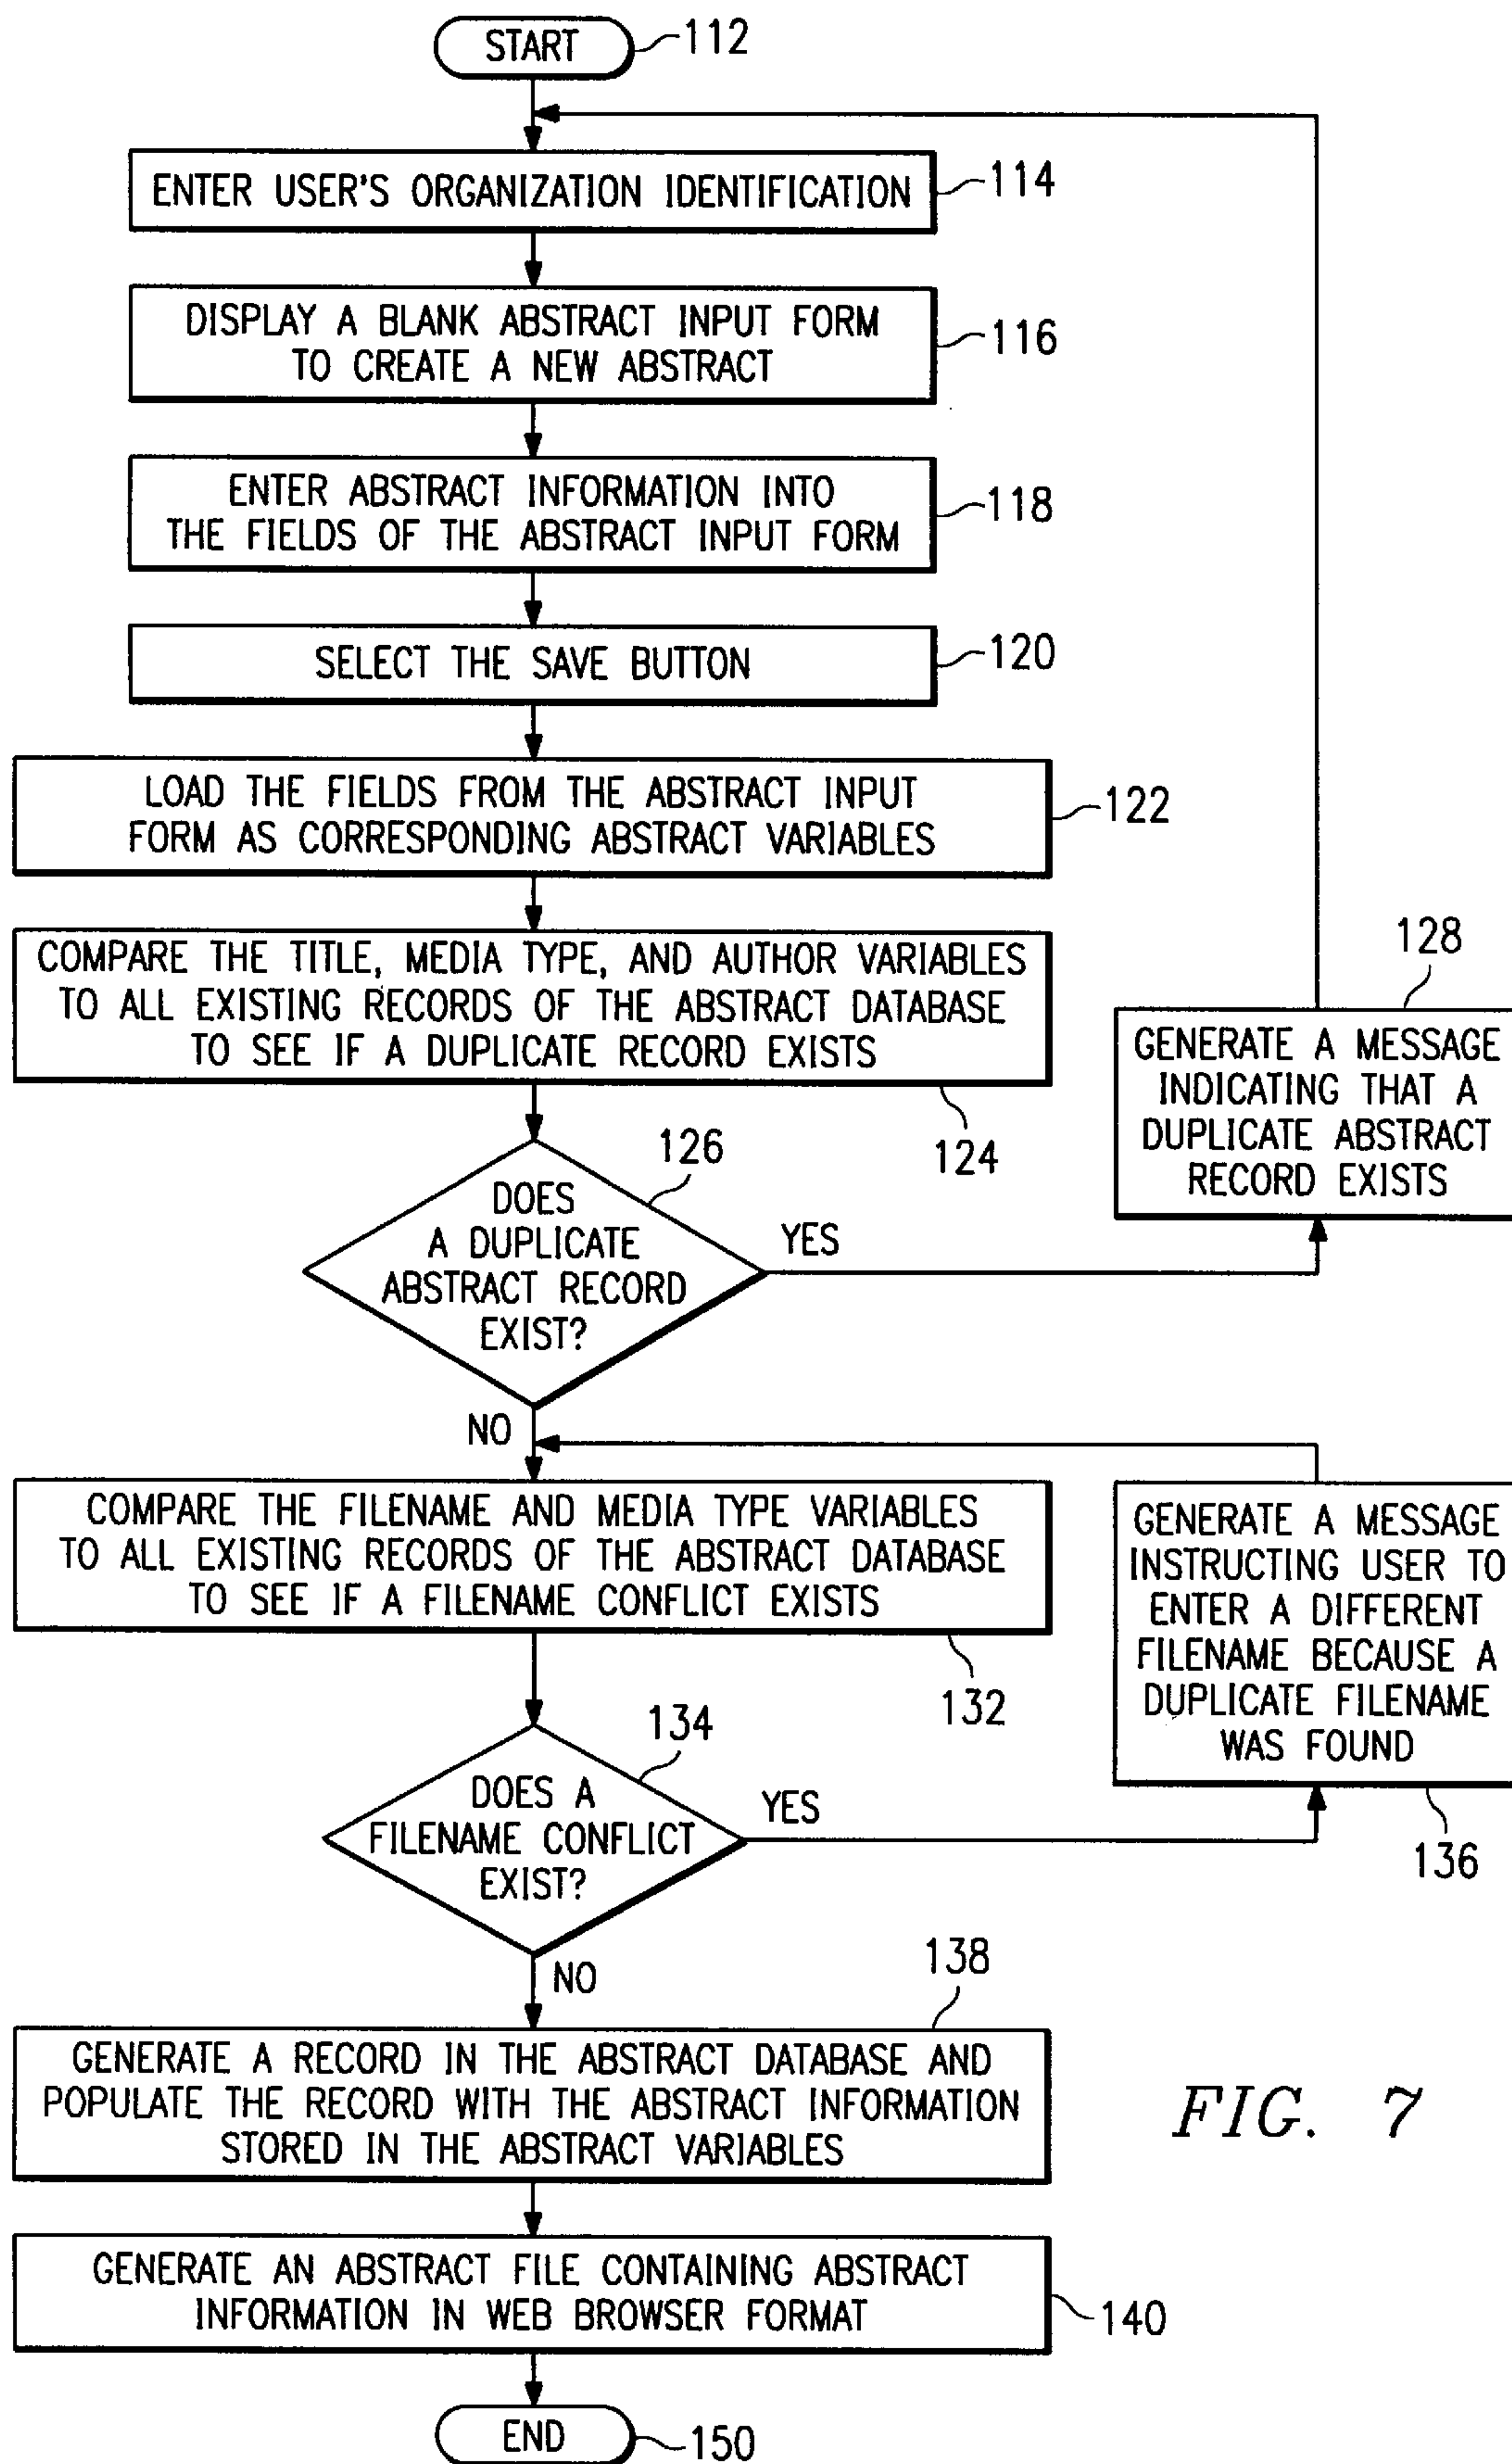 START
112
ENTER USER'S ORGANIZATION IDENTIFICATION
114
DISPLAY A BLANK ABSTRACT INPUT FORM
TO CREATE A NEW ABSTRACT
116
ENTER ABSTRACT INFORMATION INTO
THE FIELDS OF THE ABSTRACT INPUT FORM
118
SELECT THE SAVE BUTTON
120
LOAD THE FIELDS FROM THE ABSTRACT INPUT
FORM AS CORRESPONDING ABSTRACT VARIABLES
122
COMPARE THE TITLE, MEDIA TYPE, AND AUTHOR VARIABLES
TO ALL EXISTING RECORDS OF THE ABSTRACT DATABASE
TO SEE IF A DUPLICATE RECORD EXISTS
124
128
GENERATE A MESSAGE
INDICATING THAT A
DUPLICATE ABSTRACT
RECORD EXISTS
126
DOES
A DUPLICATE
ABSTRACT RECORD
EXIST?
YES
NO
COMPARE THE FILENAME AND MEDIA TYPE VARIABLES
TO ALL EXISTING RECORDS OF THE ABSTRACT DATABASE
TO SEE IF A FILENAME CONFLICT EXISTS
132
GENERATE A MESSAGE
INSTRUCTING USER TO
ENTER A DIFFERENT
FILENAME BECAUSE A
DUPLICATE FILENAME
WAS FOUND
136
134
DOES A
FILENAME CONFLICT
EXIST?
YES
NO
138
GENERATE A RECORD IN THE ABSTRACT DATABASE AND
POPULATE THE RECORD WITH THE ABSTRACT INFORMATION
STORED IN THE ABSTRACT VARIABLES
FIG. 7
GENERATE AN ABSTRACT FILE CONTAINING ABSTRACT
INFORMATION IN WEB BROWSER FORMAT
140
END
150